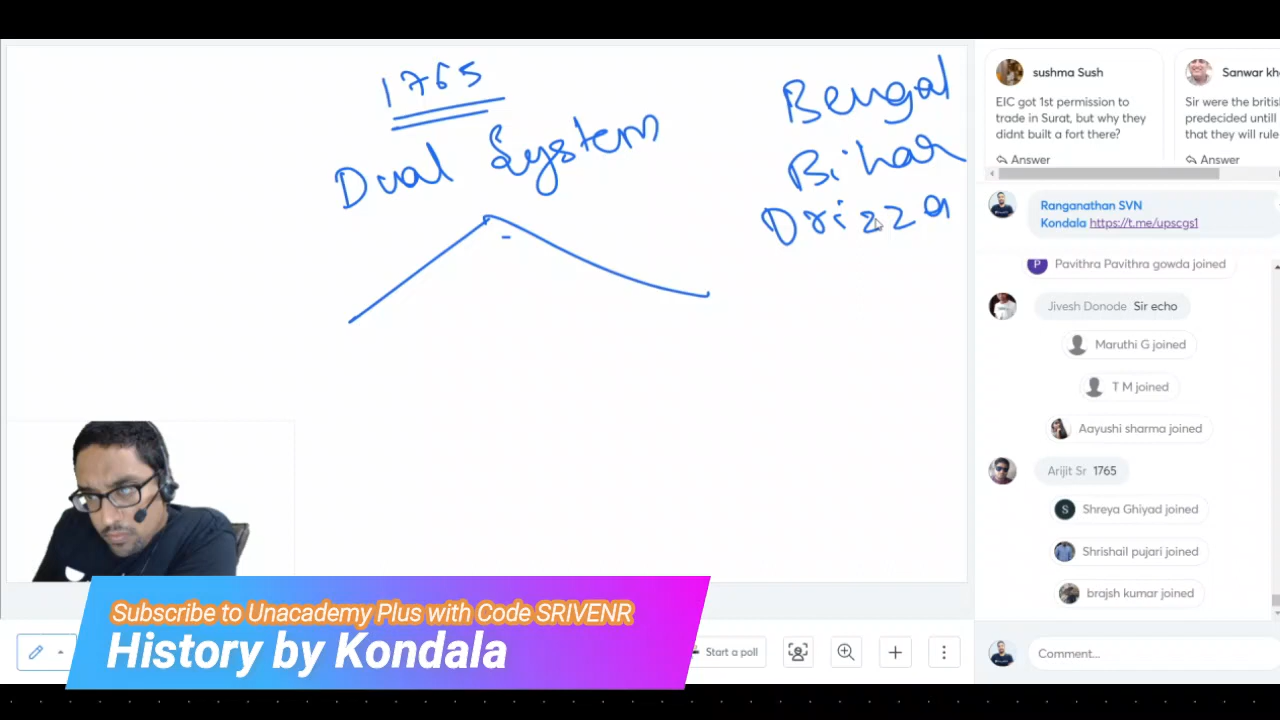 1765
Dual System
Bengal
Bihar
Orizza
sushma Sush
EIC got 1st permission to
trade in Surat, but why they
didnt built a fort there?
Answer
Sanwar kh
Sir were the british
predecided untill
that they will rule
Answer
Ranganathan SVN
Kondala https://t.me/upscgs1
P Pavithra Pavithra gowda joined
Jivesh Donode Sir echo
Maruthi G joined
T M joined
Aayushi sharma joined
Arijit Sr 1765
S Shreya Ghiyad joined
Shrishail pujari joined
brajsh kumar joined
Subscribe to Unacademy Plus with Code SRIVENR
History by Kondala
Start a poll
Comment...